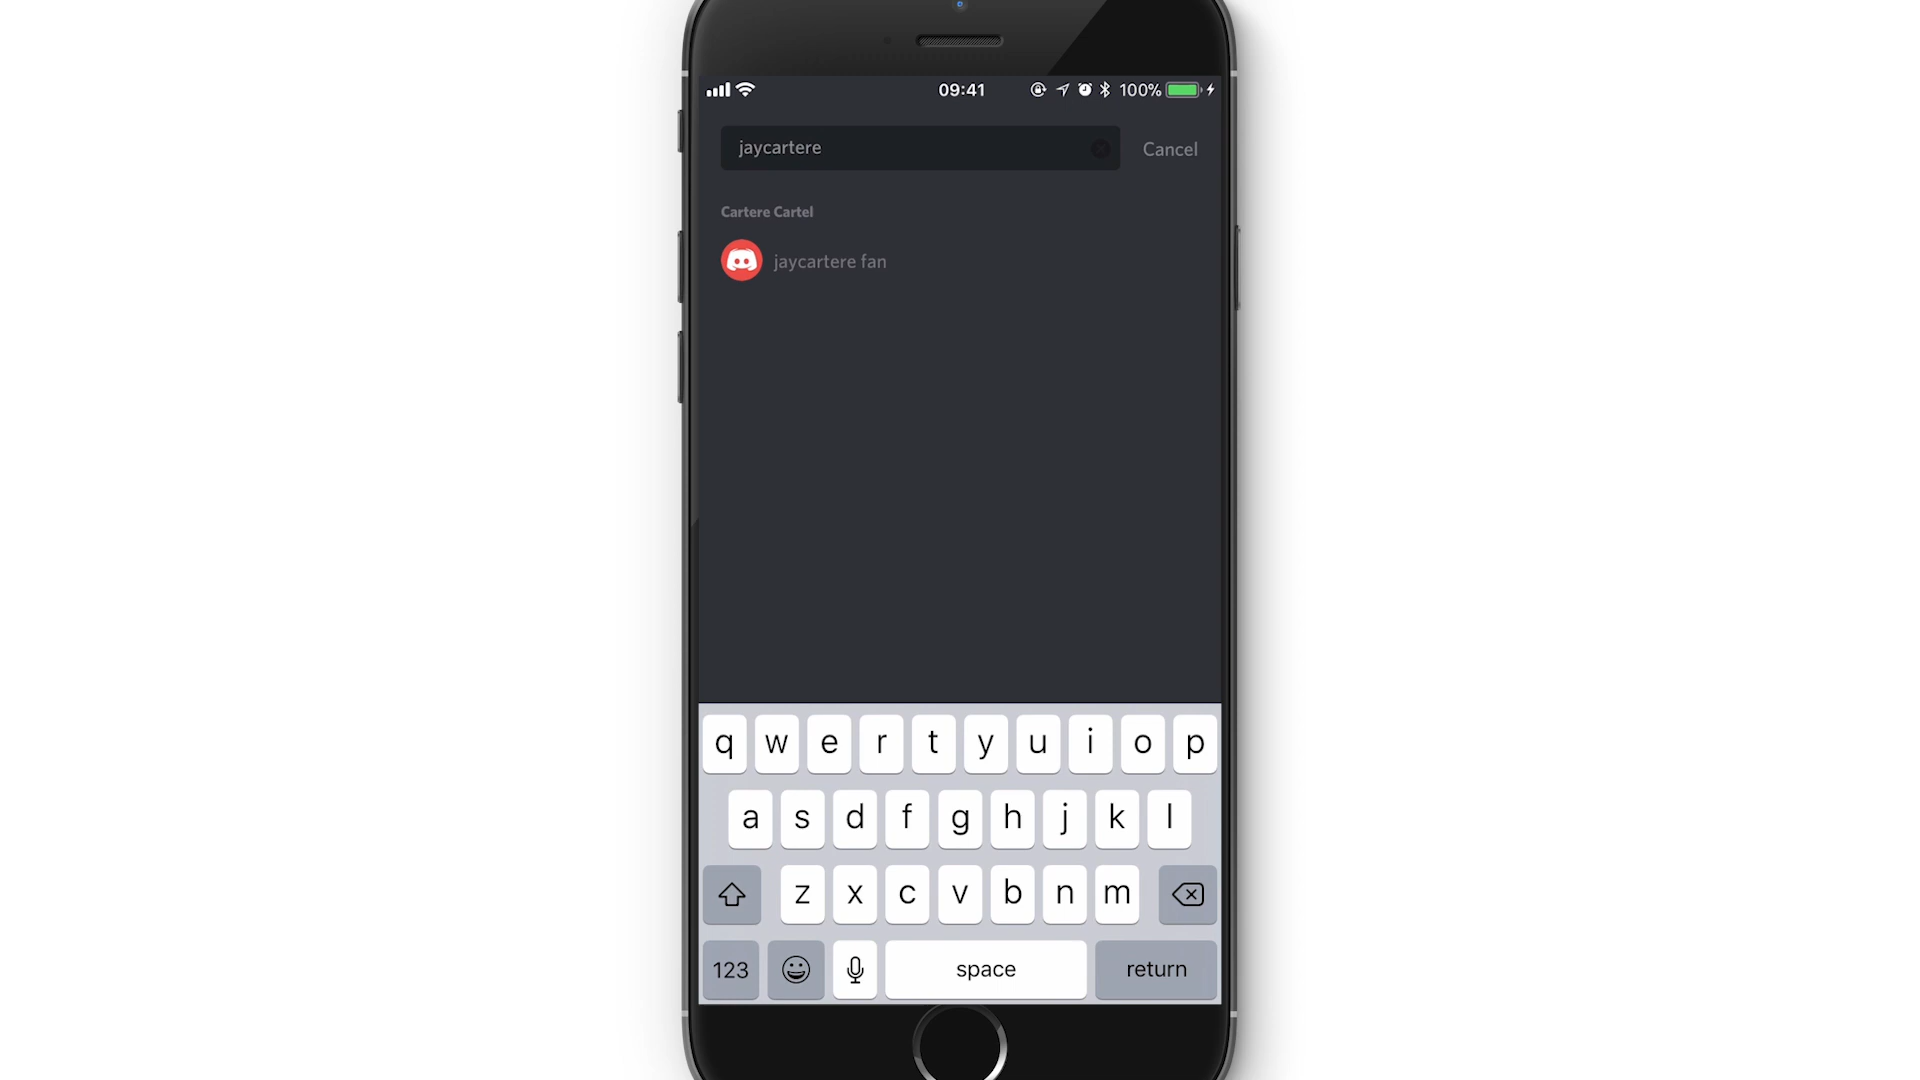 09:41 100%
jaycartere Cancel
Cartere Cartel
jaycartere fan
q w e r t y u i o p
a s d f g h j k l
z x c v b n m
123 space return